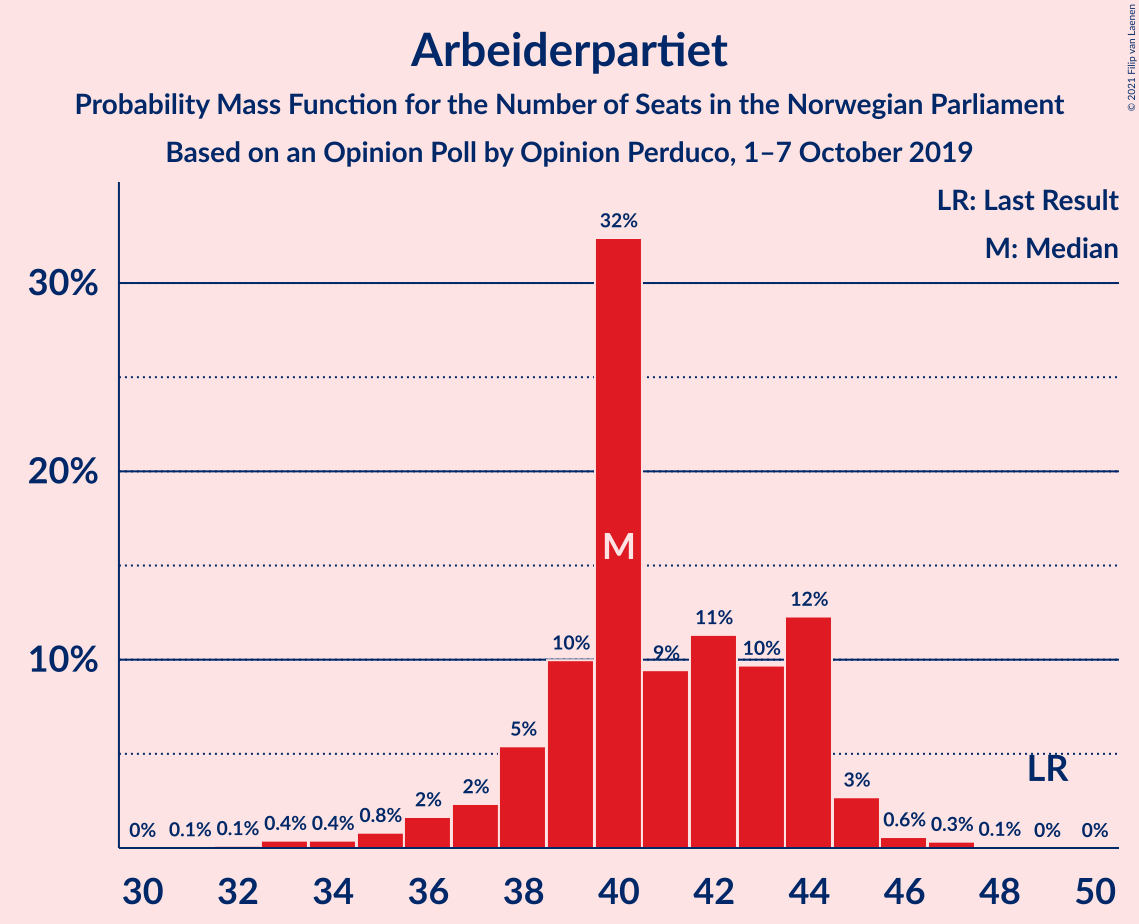 Arbeiderpartiet
Probability Mass Function for the Number of Seats in the Norwegian Parliament
Based on an Opinion Poll by Opinion Perduco, 1–7 October 2019
© 2021 Filip van Laenen
LR: Last Result
M: Median
30%
20%
10%
0%
0.1%
0.1%
0.4%
0.4%
0.8%
2%
2%
5%
10%
32%
9%
11%
10%
12%
3%
0.6%
0.3%
0.1%
0%
0%
M
LR
30 32 34 36 38 40 42 44 46 48 50